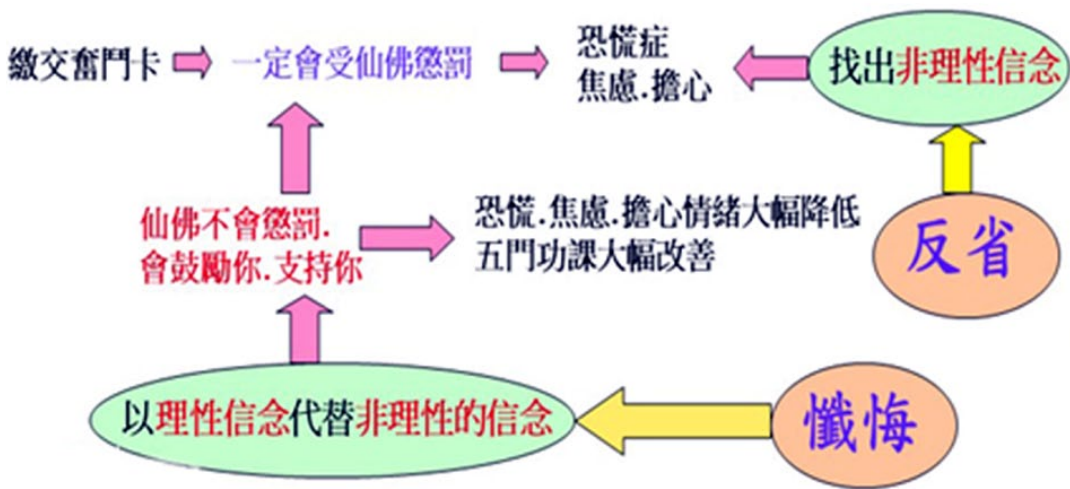 繳交奮鬥卡
一定會受仙佛懲罰
恐慌症
焦慮.擔心
找出非理性信念
仙佛不會懲罰.
會鼓勵你.支持你
恐慌.焦慮.擔心情緒大幅降低
五門功課大幅改善
反省
以理性信念代替非理性的信念
懺悔